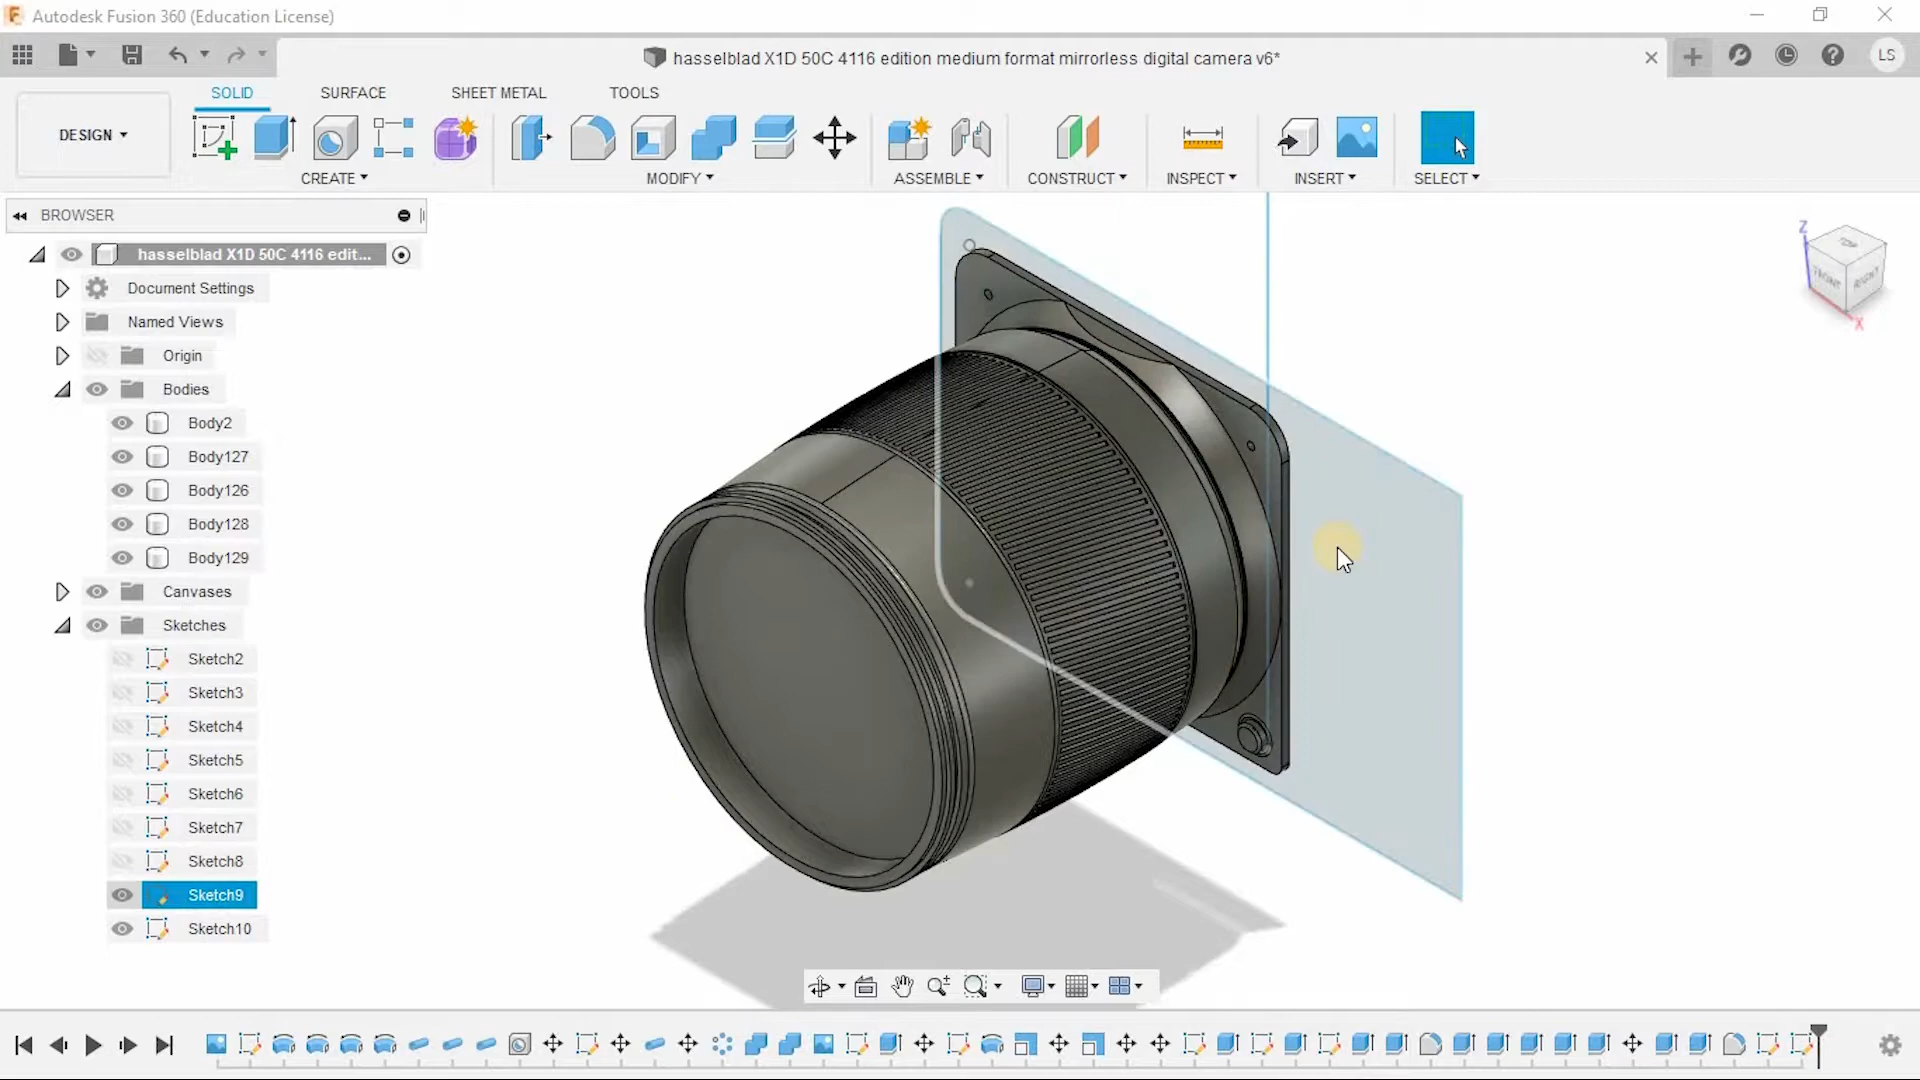 Autodesk Fusion 360 (Education License)
hasselblad X1D 50C 4116 edition medium format mirrorless digital camera v6*
LS
SOLID
SURFACE
SHEET METAL
TOOLS
DESIGN
CREATE
MODIFY
ASSEMBLE
CONSTRUCT
INSPECT
INSERT
SELECT
BROWSER
hasselblad X1D 50C 4116 edit...
Document Settings
Named Views
Origin
Bodies
Body2
Body127
Body126
Body128
Body129
Canvases
Sketches
Sketch2
Sketch3
Sketch4
Sketch5
Sketch6
Sketch7
Sketch8
Sketch9
Sketch10
Z
TOP
FRONT
RIGHT
X